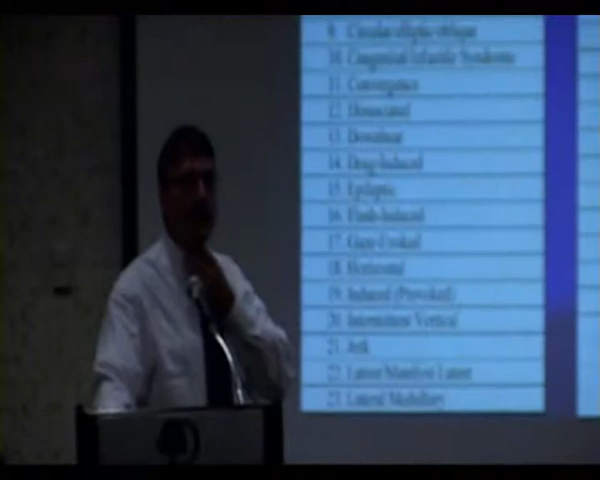 9. Circular/elliptic/oblique
10. Congenital/Infantile Syndrome
11. Convergence
12. Dissociated
13. Downbeat
14. Drug-Induced
15. Epileptic
16. Flash-Induced
17. Gaze-Evoked
18. Horizontal
19. Induced (Provoked)
20. Intermittent Vertical
21. Jerk
22. Latent/Manifest Latent
23. Lateral Medullary